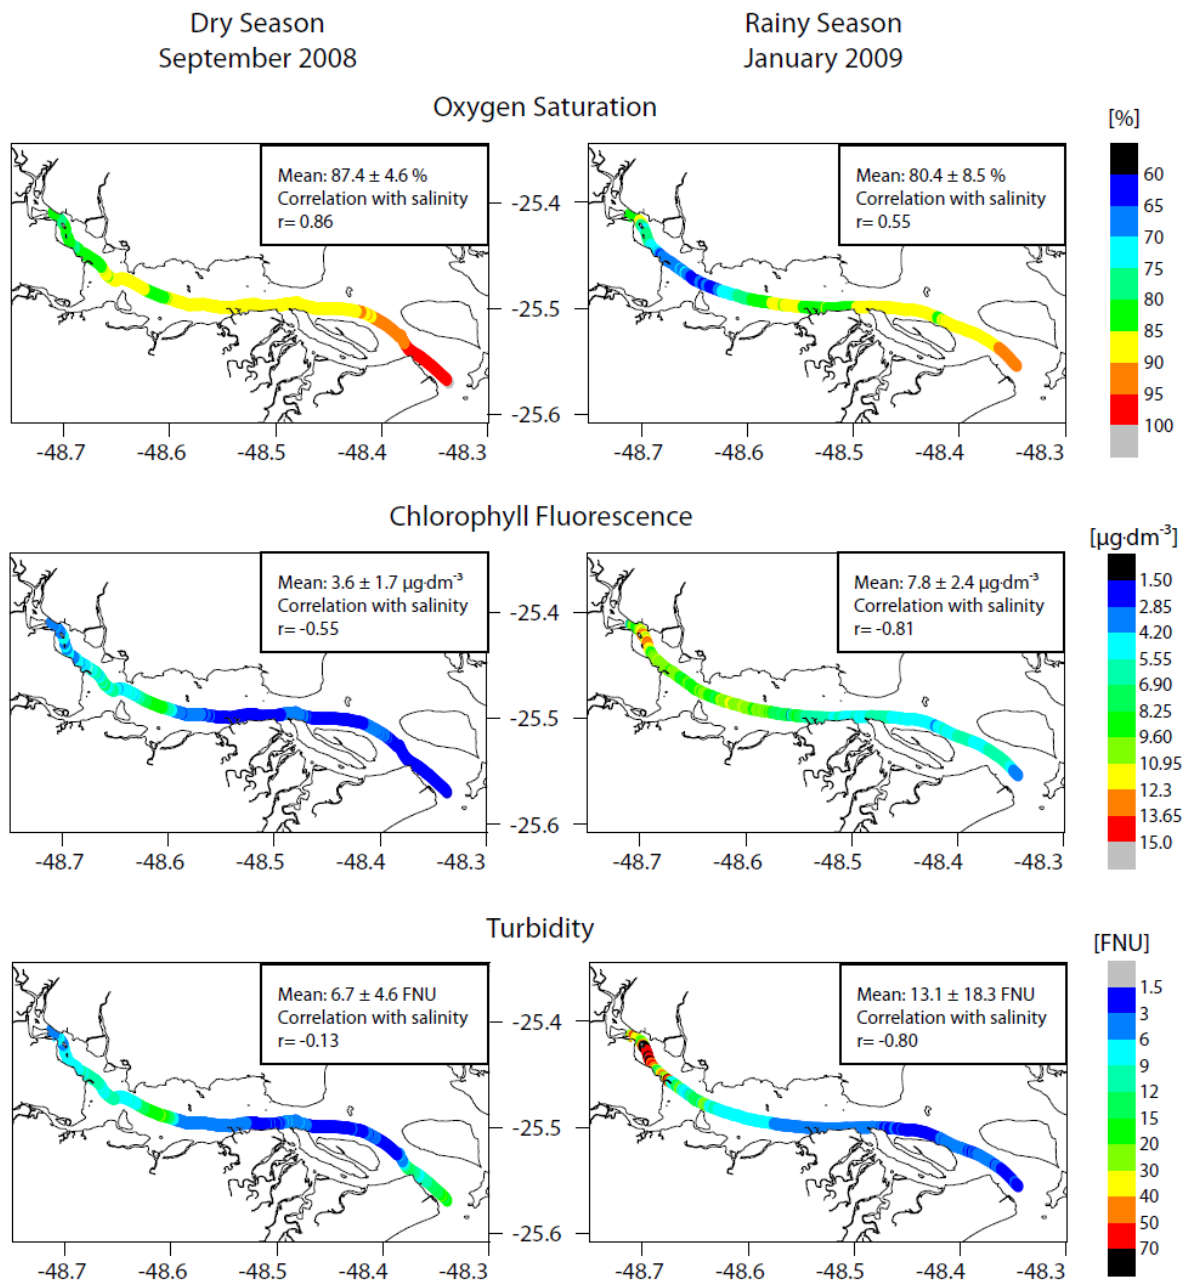 Dry Season
September 2008
Rainy Season
January 2009
Oxygen Saturation
[%]
Mean: 87.4 ± 4.6 %
Correlation with salinity
r= 0.86
Mean: 80.4 ± 8.5 %
Correlation with salinity
r= 0.55
-25.4
-25.5
-25.6
60
65
70
75
80
85
90
95
100
-48.7 -48.6 -48.5 -48.4 -48.3
-48.7 -48.6 -48.5 -48.4 -48.3
Chlorophyll Fluorescence
[µg·dm⁻³]
Mean: 3.6 ± 1.7 µg·dm⁻³
Correlation with salinity
r= -0.55
Mean: 7.8 ± 2.4 µg·dm⁻³
Correlation with salinity
r= -0.81
-25.4
-25.5
-25.6
1.50
2.85
4.20
5.55
6.90
8.25
9.60
10.95
12.3
13.65
15.0
-48.7 -48.6 -48.5 -48.4 -48.3
-48.7 -48.6 -48.5 -48.4 -48.3
Turbidity
[FNU]
Mean: 6.7 ± 4.6 FNU
Correlation with salinity
r= -0.13
Mean: 13.1 ± 18.3 FNU
Correlation with salinity
r= -0.80
-25.4
-25.5
-25.6
1.5
3
6
9
12
15
20
30
40
50
70
-48.7 -48.6 -48.5 -48.4 -48.3
-48.7 -48.6 -48.5 -48.4 -48.3